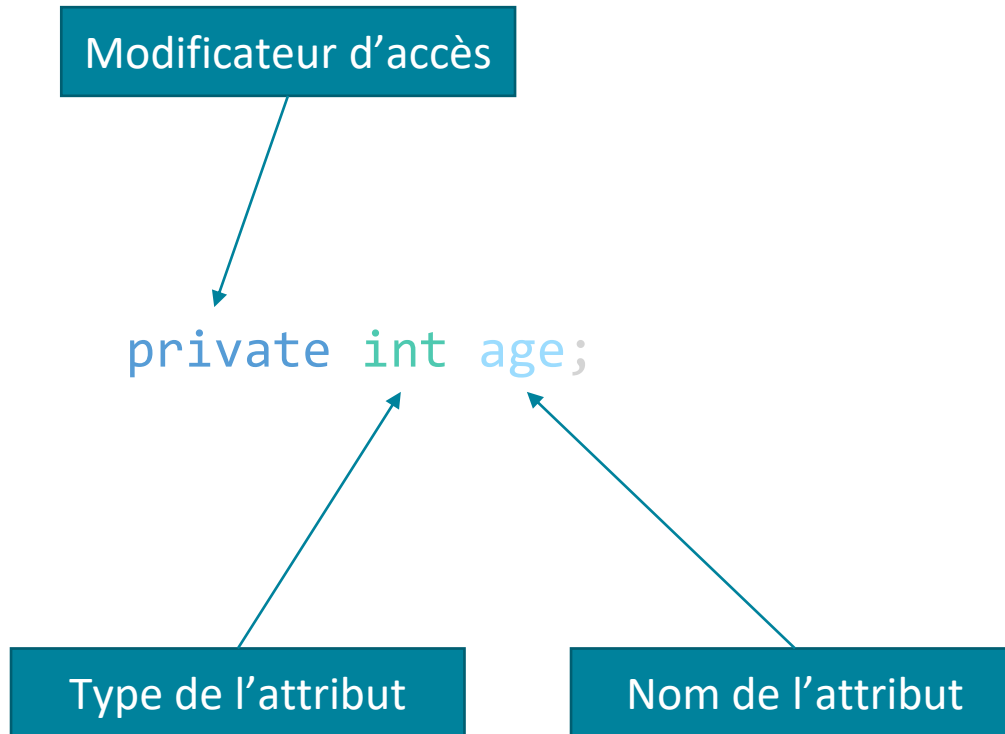 Modificateur d’accès
private int age;
Type de l’attribut
Nom de l’attribut